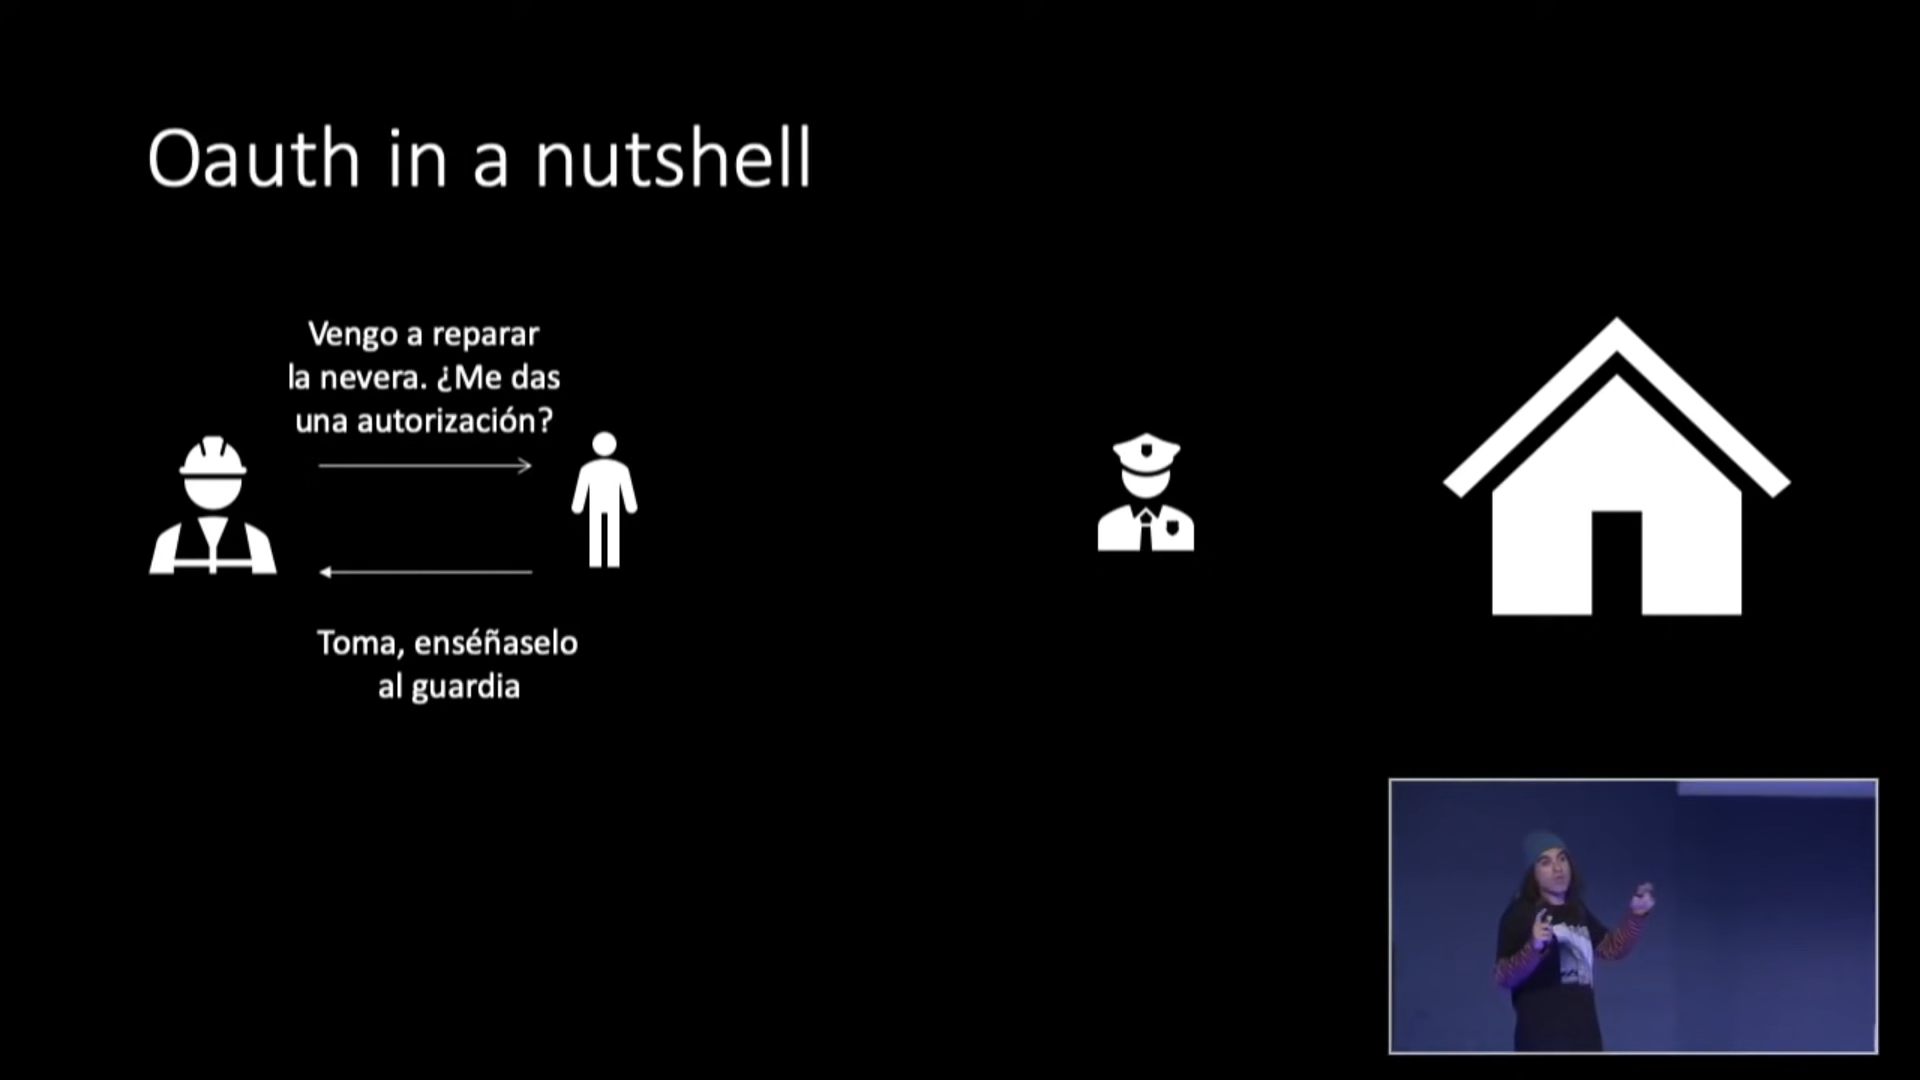 Oauth in a nutshell
Vengo a reparar
la nevera. ¿Me das
una autorización?
Toma, enséñaselo
al guardia